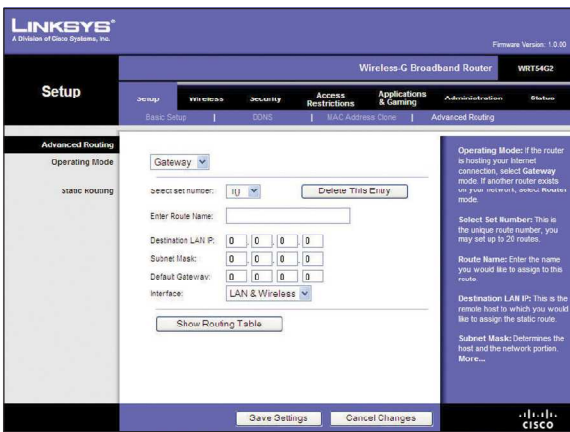 LINKSYS®
A Division of Cisco Systems, Inc.
Firmware Version: 1.0.00
Wireless-G Broadband Router WRT54G2
Setup
Setup Wireless Security Access Restrictions Applications & Gaming Administration Status
Basic Setup | DDNS | MAC Address Clone | Advanced Routing
Advanced Routing
Operating Mode
Gateway
Static Routing
Select set number: Delete This Entry
Enter Route Name:
Destination LAN IP: 0 . 0 . 0 . 0
Subnet Mask: 0 . 0 . 0 . 0
Default Gateway: 0 0 0 0
Interface: LAN & Wireless
Show Routing Table
Operating Mode: If the router
is hosting your Internet
connection, select Gateway
mode. If another router exists
on your network, select Router
mode.
Select Set Number: This is
the unique route number, you
may set up to 20 routes.
Route Name: Enter the name
you would like to assign to this
route.
Destination LAN IP: This is the
remote host to which you would
like to assign the static route.
Subnet Mask: Determines the
host and the network portion.
More...
Save Settings Cancel Changes
CISCO